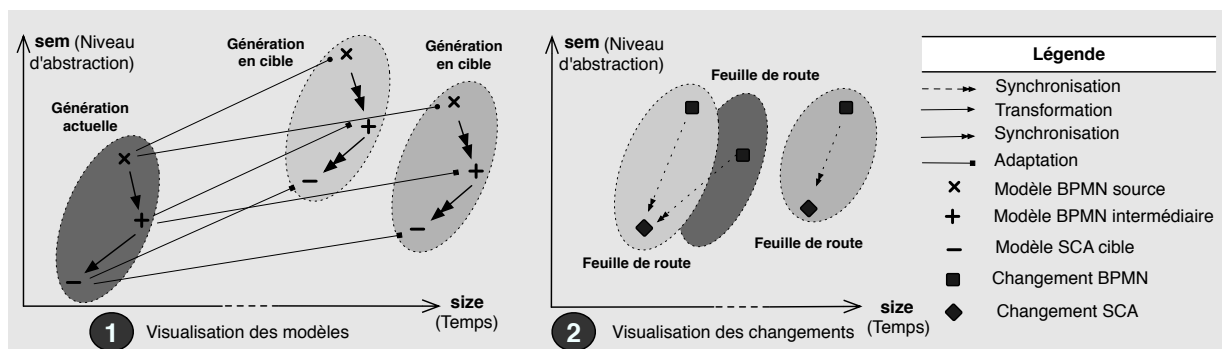 sem (Niveau
d'abstraction)
Génération
actuelle
Génération
en cible
Génération
en cible
size
(Temps)
1 Visualisation des modèles
sem (Niveau
d'abstraction)
Feuille de route
Feuille de route
Feuille de route
size
(Temps)
2 Visualisation des changements
Légende
Synchronisation
Transformation
Synchronisation
Adaptation
Modèle BPMN source
Modèle BPMN intermédiaire
Modèle SCA cible
Changement BPMN
Changement SCA